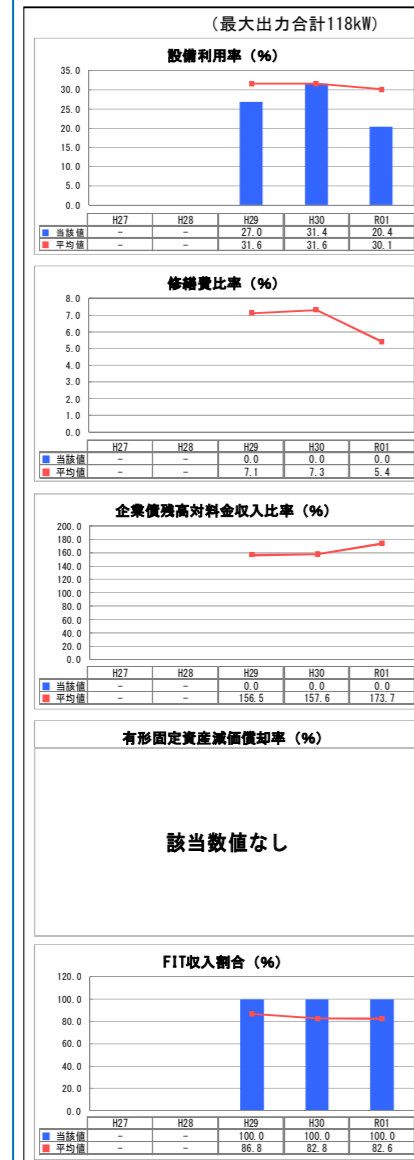 （最大出力合計118kW）
設備利用率（%）
35.0
30.0
25.0
20.0
15.0
10.0
5.0
0.0
H27 H28 H29 H30 R01
当該値 － － 27.0 31.4 20.4
平均値 － － 31.6 31.6 30.1
修繕費比率（%）
8.0
7.0
6.0
5.0
4.0
3.0
2.0
1.0
0.0
H27 H28 H29 H30 R01
当該値 － － 0.0 0.0 0.0
平均値 － － 7.1 7.3 5.4
企業債残高対料金収入比率（%）
200.0
180.0
160.0
140.0
120.0
100.0
80.0
60.0
40.0
20.0
0.0
H27 H28 H29 H30 R01
当該値 － － 0.0 0.0 0.0
平均値 － － 156.5 157.6 173.7
有形固定資産減価償却率（%）
該当数値なし
FIT収入割合（%）
120.0
100.0
80.0
60.0
40.0
20.0
0.0
H27 H28 H29 H30 R01
当該値 － － 100.0 100.0 100.0
平均値 － － 86.8 82.8 82.6